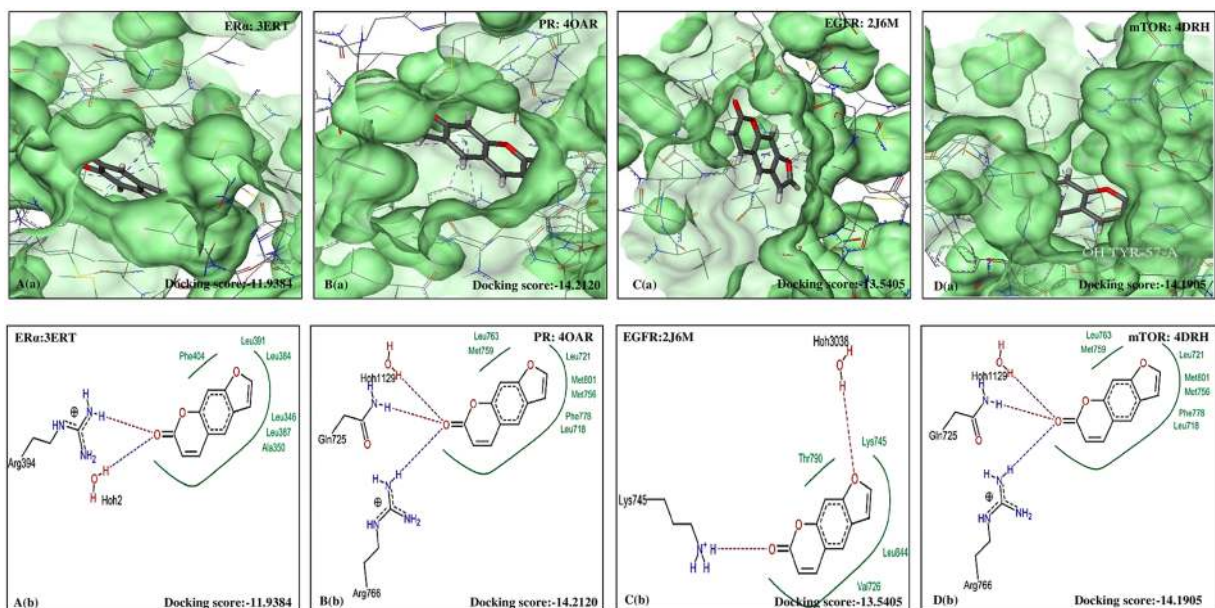 ERα: 3ERT
A(a)
Docking score:-11.9384
PR: 4OAR
B(a)
Docking score:-14.2120
EGFR: 2J6M
C(a)
Docking score:-13.5405
mTOR: 4DRH
OH TYR-57-A
D(a)
Docking score:-14.1905
ERα:3ERT
Leu391
Phe404
Leu384
H
H
N
N
H
⊕
NH₂
O
O
O
Leu346
Leu387
Ala350
Arg394
H
O
H
Hoh2
A(b)
Docking score:-11.9384
PR: 4OAR
Leu763
Met759
Leu721
Hoh1129
Met801
Met756
Phe778
Leu718
Gln725
O
H
H
H
N
H
O
O
O
O
H
H
N
⊕
N
H
NH₂
Arg766
B(b)
Docking score:-14.2120
EGFR:2J6M
Hoh3038
H
O
H
Thr790
Lys745
Lys745
O
O
O
N⁺
H
H
H
Leu844
Val726
C(b)
Docking score:-13.5405
mTOR: 4DRH
Leu763
Met759
Leu721
Hoh1129
Met801
Met756
Phe778
Leu718
Gln725
O
H
H
H
N
H
O
O
O
O
H
H
N
⊕
N
H
NH₂
Arg766
D(b)
Docking score:-14.1905